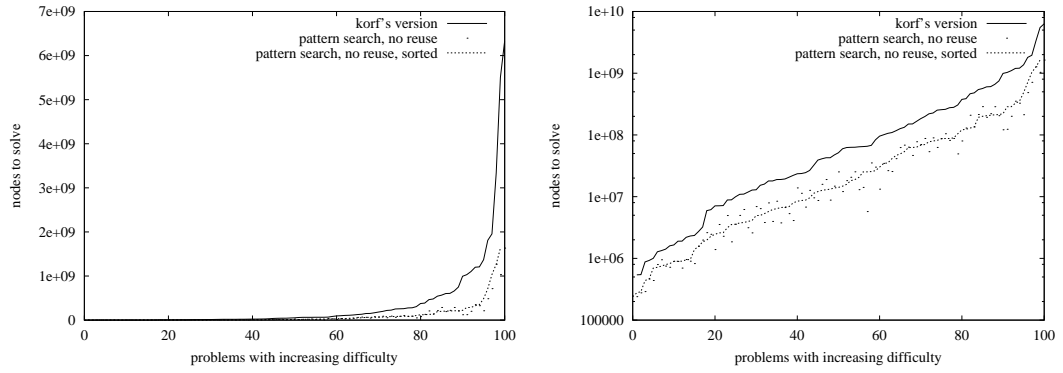 7e+09
6e+09
5e+09
4e+09
3e+09
2e+09
1e+09
0
0
20
40
60
80
100
nodes to solve
problems with increasing difficulty
korf's version
pattern search, no reuse
pattern search, no reuse, sorted
1e+10
1e+09
1e+08
1e+07
1e+06
100000
0
20
40
60
80
100
nodes to solve
problems with increasing difficulty
korf's version
pattern search, no reuse
pattern search, no reuse, sorted